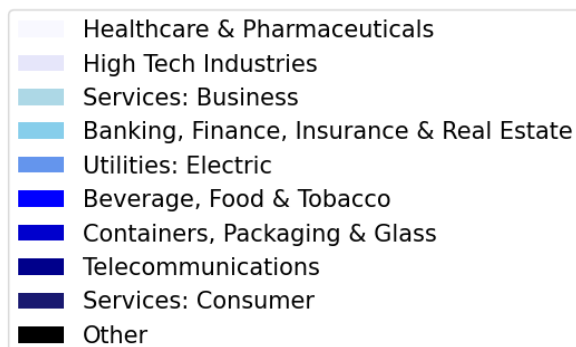 Healthcare & Pharmaceuticals
High Tech Industries
Services: Business
Banking, Finance, Insurance & Real Estate
Utilities: Electric
Beverage, Food & Tobacco
Containers, Packaging & Glass
Telecommunications
Services: Consumer
Other